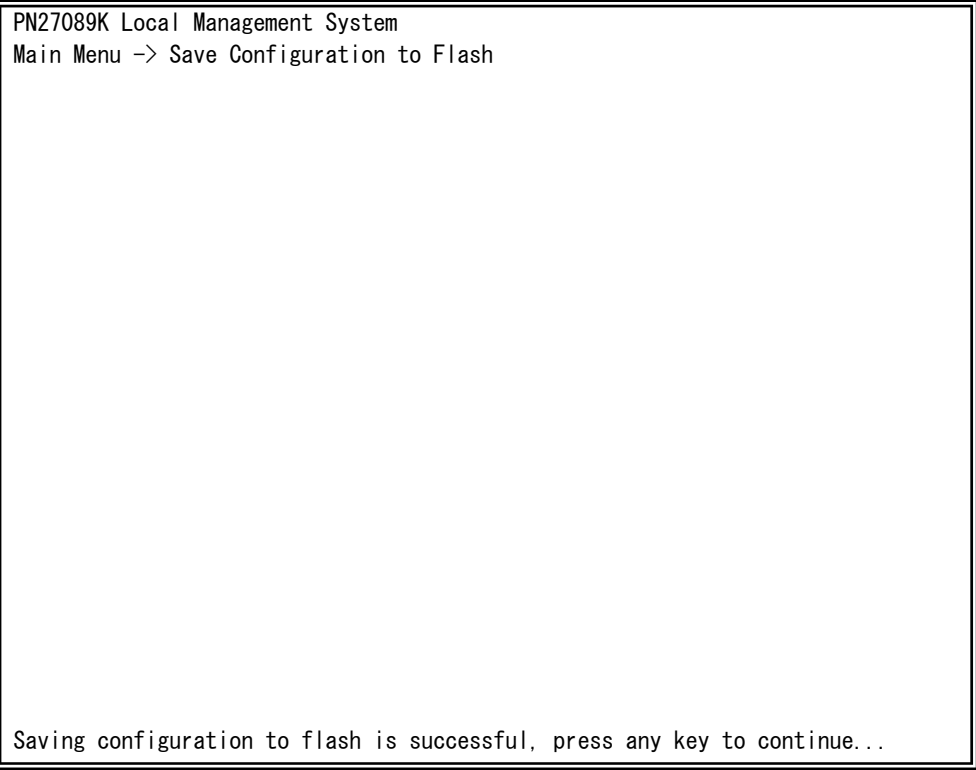 PN27089K Local Management System
Main Menu -> Save Configuration to Flash
Saving configuration to flash is successful, press any key to continue...